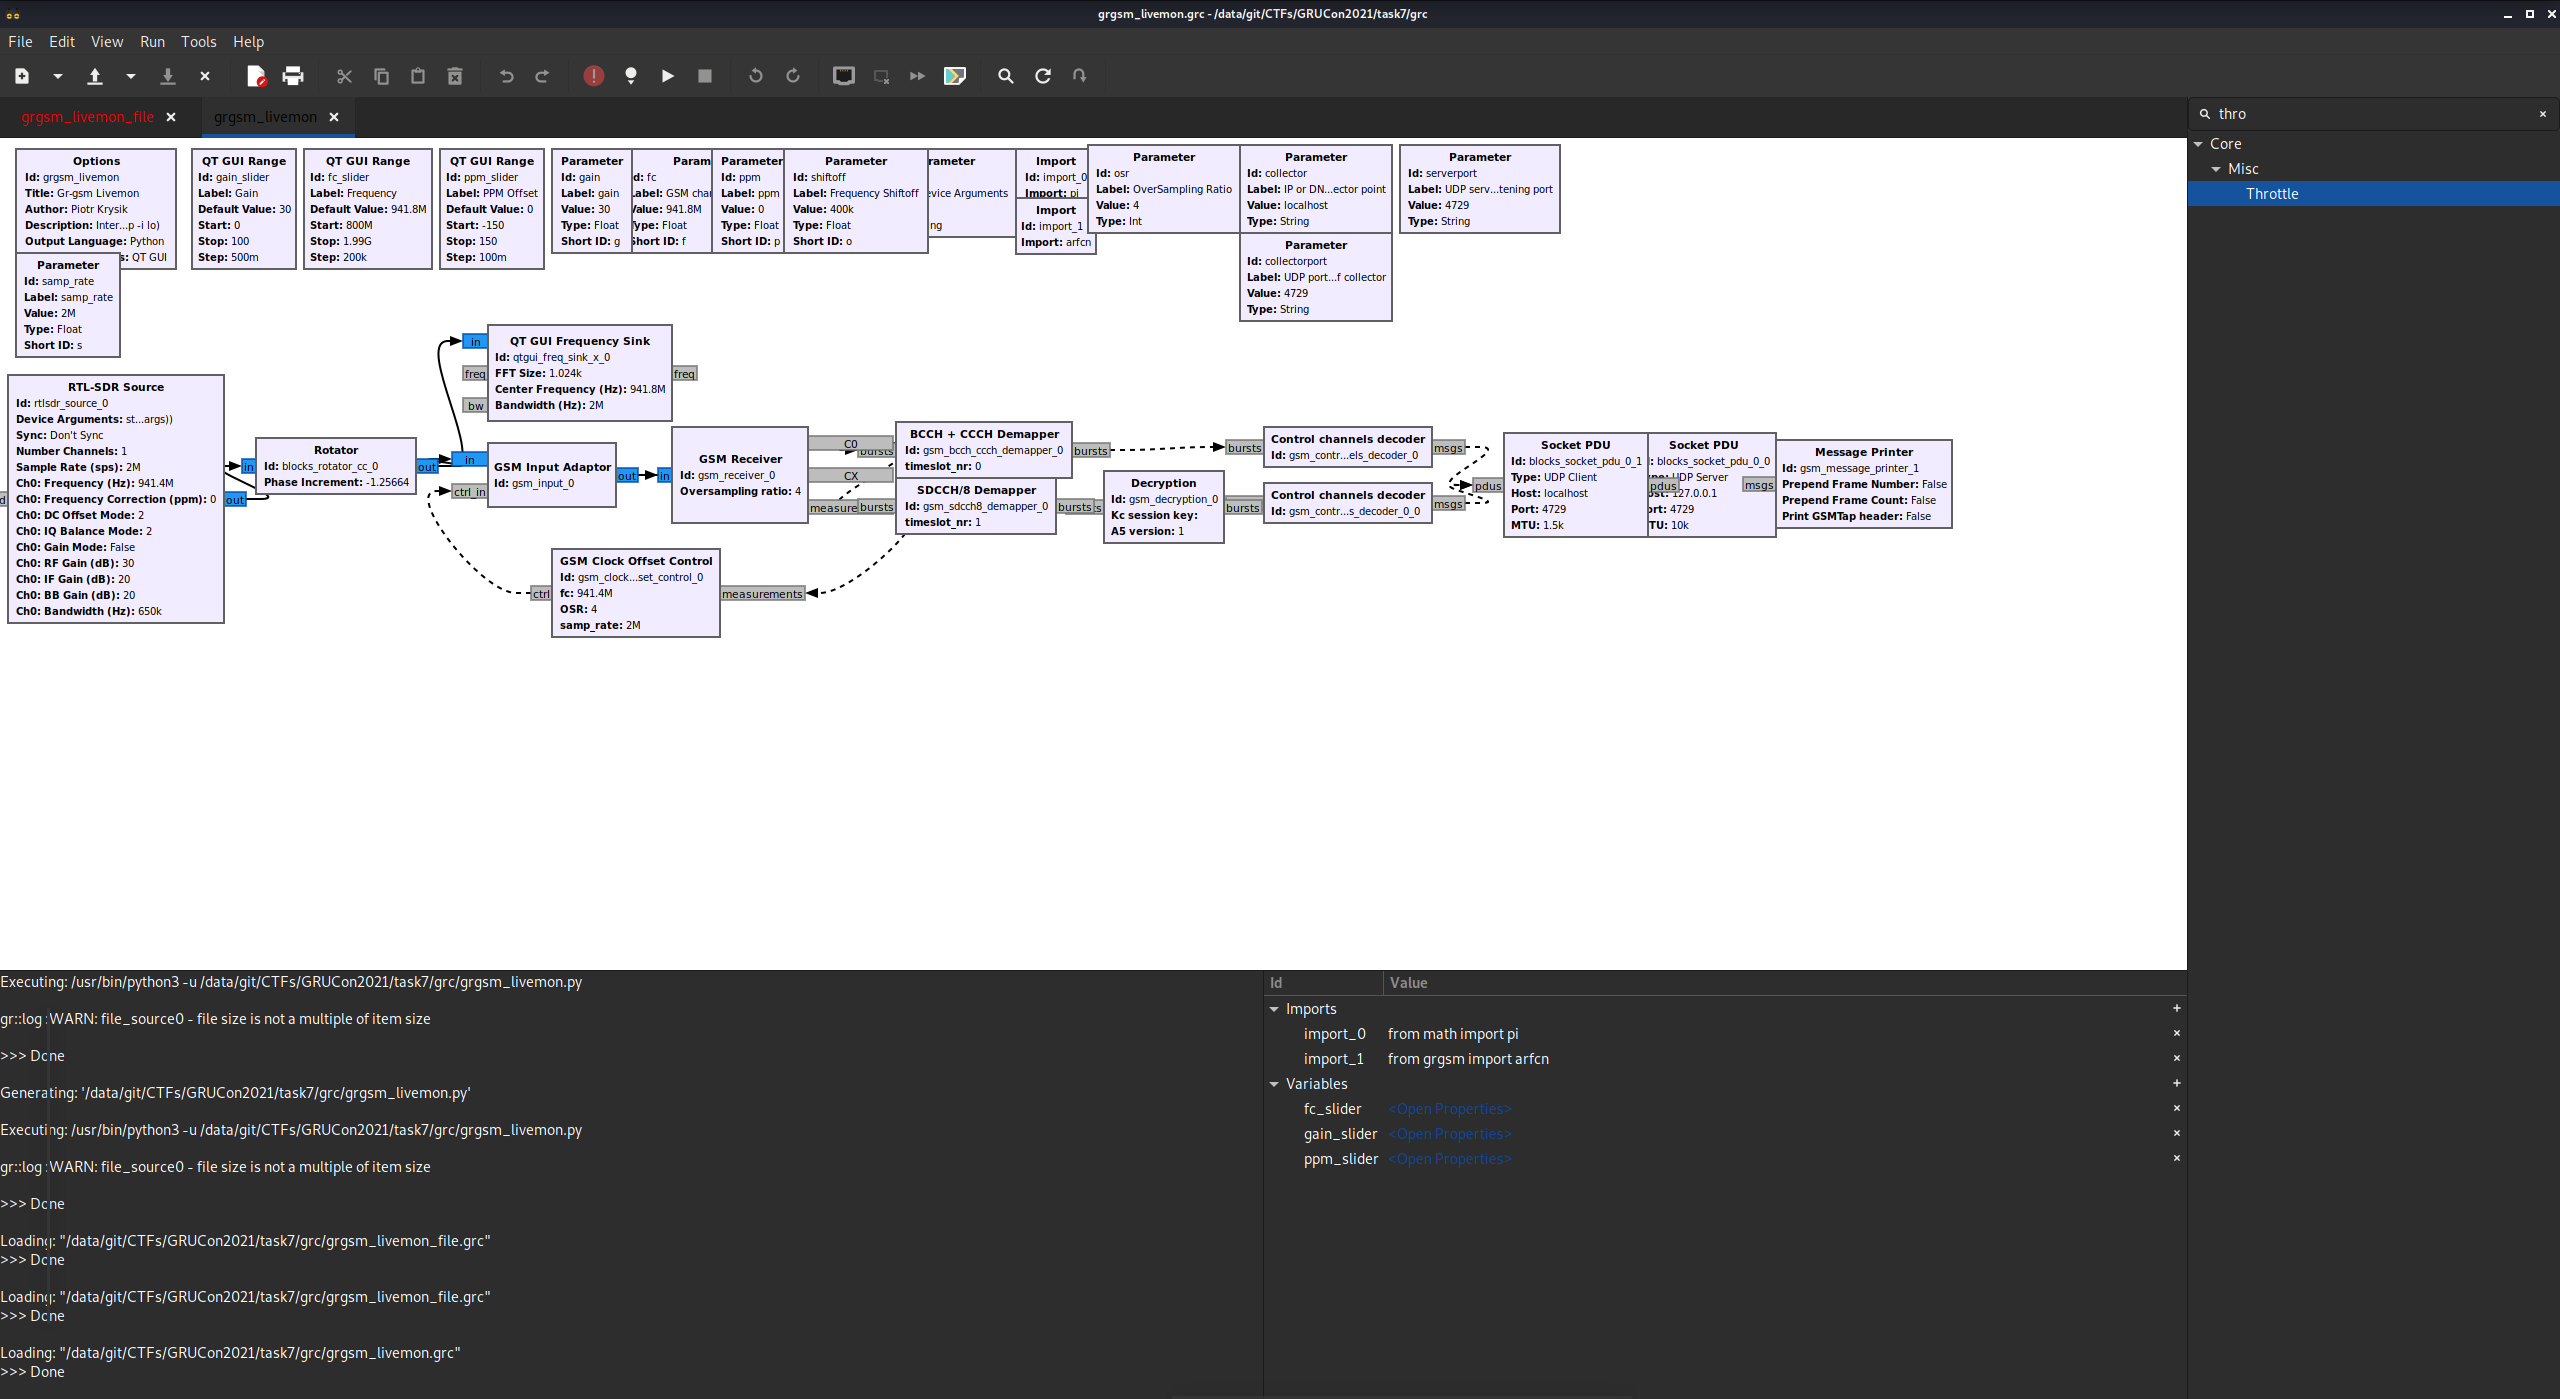 grgsm_livemon.grc - /data/git/CTFs/GRUCon2021/task7/grc
File Edit View Run Tools Help
grgsm_livemon_file
grgsm_livemon
thro
Core
Misc
Throttle
Options
Id: grgsm_livemon
Title: Gr-gsm Livemon
Author: Piotr Krysik
Description: Inter...p -i lo)
Output Language: Python
s: QT GUI
Parameter
Id: samp_rate
Label: samp_rate
Value: 2M
Type: Float
Short ID: s
QT GUI Range
Id: gain_slider
Label: Gain
Default Value: 30
Start: 0
Stop: 100
Step: 500m
QT GUI Range
Id: fc_slider
Label: Frequency
Default Value: 941.8M
Start: 800M
Stop: 1.99G
Step: 200k
QT GUI Range
Id: ppm_slider
Label: PPM Offset
Default Value: 0
Start: -150
Stop: 150
Step: 100m
Parameter
Id: gain
Label: gain
Value: 30
Type: Float
Short ID: g
Param
d: fc
abel: GSM cha
alue: 941.8M
ype: Float
Short ID: f
Parameter
Id: ppm
Label: ppm
Value: 0
Type: Float
Short ID: p
Parameter
Id: shiftoff
Label: Frequency Shiftoff
Value: 400k
Type: Float
Short ID: o
rameter
evice Arguments
ng
Import
Id: import_0
Import: pi
Import
Id: import_1
Import: arfcn
Parameter
Id: osr
Label: OverSampling Ratio
Value: 4
Type: Int
Parameter
Id: collector
Label: IP or DN...ector point
Value: localhost
Type: String
Parameter
Id: collectorport
Label: UDP port...f collector
Value: 4729
Type: String
Parameter
Id: serverport
Label: UDP serv...tening port
Value: 4729
Type: String
in
freq
bw
QT GUI Frequency Sink
Id: qtgui_freq_sink_x_0
FFT Size: 1.024k
Center Frequency (Hz): 941.8M
Bandwidth (Hz): 2M
freq
RTL-SDR Source
Id: rtlsdr_source_0
Device Arguments: st...args))
Sync: Don't Sync
Number Channels: 1
Sample Rate (sps): 2M
Ch0: Frequency (Hz): 941.4M
Ch0: Frequency Correction (ppm): 0
Ch0: DC Offset Mode: 2
Ch0: IQ Balance Mode: 2
Ch0: Gain Mode: False
Ch0: RF Gain (dB): 30
Ch0: IF Gain (dB): 20
Ch0: BB Gain (dB): 20
Ch0: Bandwidth (Hz): 650k
d
out
in
Rotator
Id: blocks_rotator_cc_0
Phase Increment: -1.25664
out
in
ctrl_in
GSM Input Adaptor
Id: gsm_input_0
out
in
GSM Receiver
Id: gsm_receiver_0
Oversampling ratio: 4
C0
CX
measure
bursts
BCCH + CCCH Demapper
Id: gsm_bcch_ccch_demapper_0
timeslot_nr: 0
bursts
bursts
SDCCH/8 Demapper
Id: gsm_sdcch8_demapper_0
timeslot_nr: 1
bursts
ts
Decryption
Id: gsm_decryption_0
Kc session key:
A5 version: 1
bursts
Control channels decoder
Id: gsm_contr...els_decoder_0
msgs
bursts
Control channels decoder
Id: gsm_contr...s_decoder_0_0
msgs
pdus
Socket PDU
Id: blocks_socket_pdu_0_1
Type: UDP Client
Host: localhost
Port: 4729
MTU: 1.5k
pdus
Socket PDU
: blocks_socket_pdu_0_0
UDP Server
127.0.0.1
ort: 4729
TU: 10k
msgs
Message Printer
Id: gsm_message_printer_1
Prepend Frame Number: False
Prepend Frame Count: False
Print GSMTap header: False
ctrl
GSM Clock Offset Control
Id: gsm_clock...set_control_0
fc: 941.4M
OSR: 4
samp_rate: 2M
measurements
Executing: /usr/bin/python3 -u /data/git/CTFs/GRUCon2021/task7/grc/grgsm_livemon.py
gr::log :WARN: file_source0 - file size is not a multiple of item size
>>> Done
Generating: '/data/git/CTFs/GRUCon2021/task7/grc/grgsm_livemon.py'
Executing: /usr/bin/python3 -u /data/git/CTFs/GRUCon2021/task7/grc/grgsm_livemon.py
gr::log :WARN: file_source0 - file size is not a multiple of item size
>>> Done
Loading: "/data/git/CTFs/GRUCon2021/task7/grc/grgsm_livemon_file.grc"
>>> Done
Loading: "/data/git/CTFs/GRUCon2021/task7/grc/grgsm_livemon_file.grc"
>>> Done
Loading: "/data/git/CTFs/GRUCon2021/task7/grc/grgsm_livemon.grc"
>>> Done
Id Value
Imports
import_0 from math import pi
import_1 from grgsm import arfcn
Variables
fc_slider <Open Properties>
gain_slider <Open Properties>
ppm_slider <Open Properties>